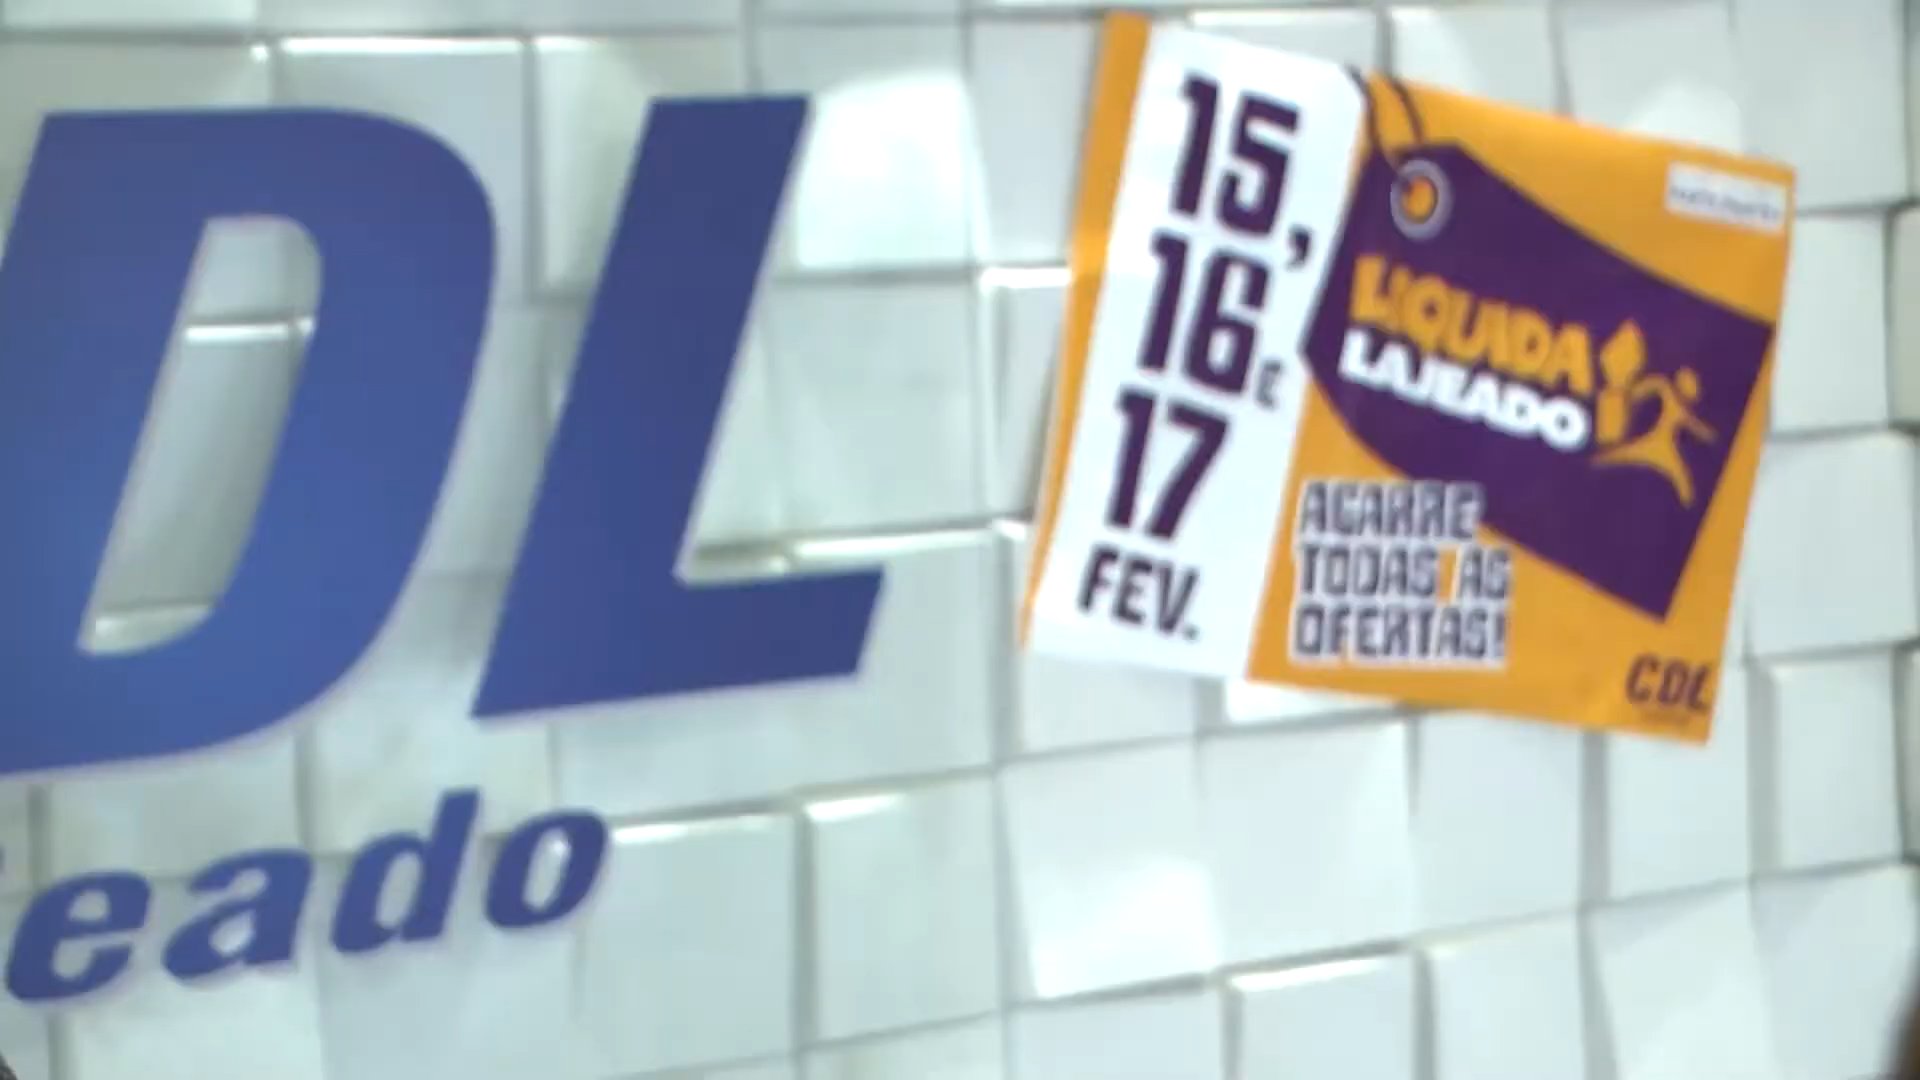 DL
eado
15,
16 E
17
FEV.
LIQUIDA
LAJEADO
AGARRE
TODAS AS
OFERTAS!
CDL